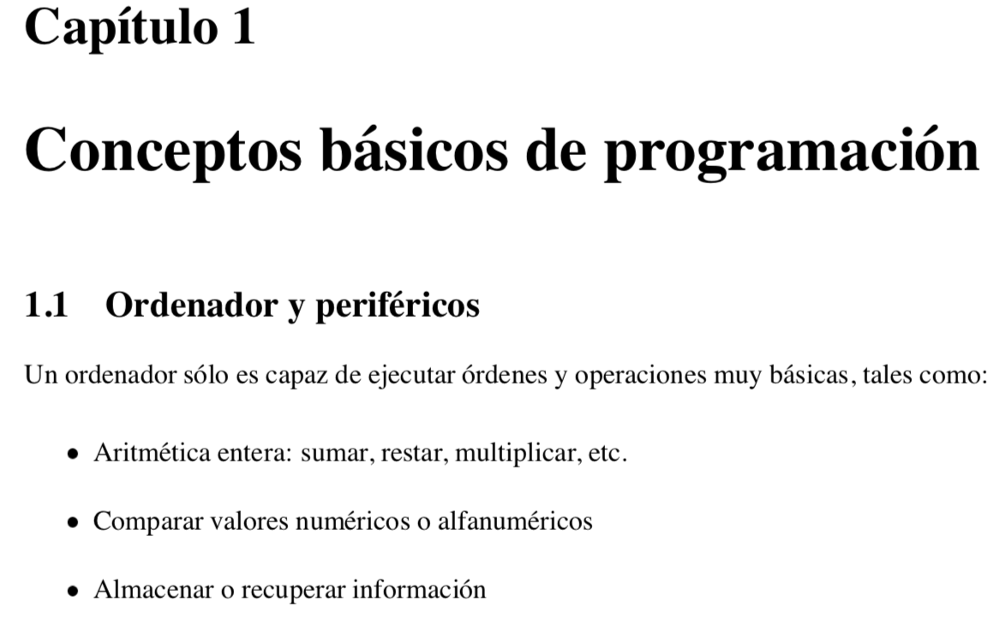 Capítulo 1
Conceptos básicos de programación
1.1 Ordenador y periféricos
Un ordenador sólo es capaz de ejecutar órdenes y operaciones muy básicas, tales como:
• Aritmética entera: sumar, restar, multiplicar, etc.
• Comparar valores numéricos o alfanuméricos
• Almacenar o recuperar información